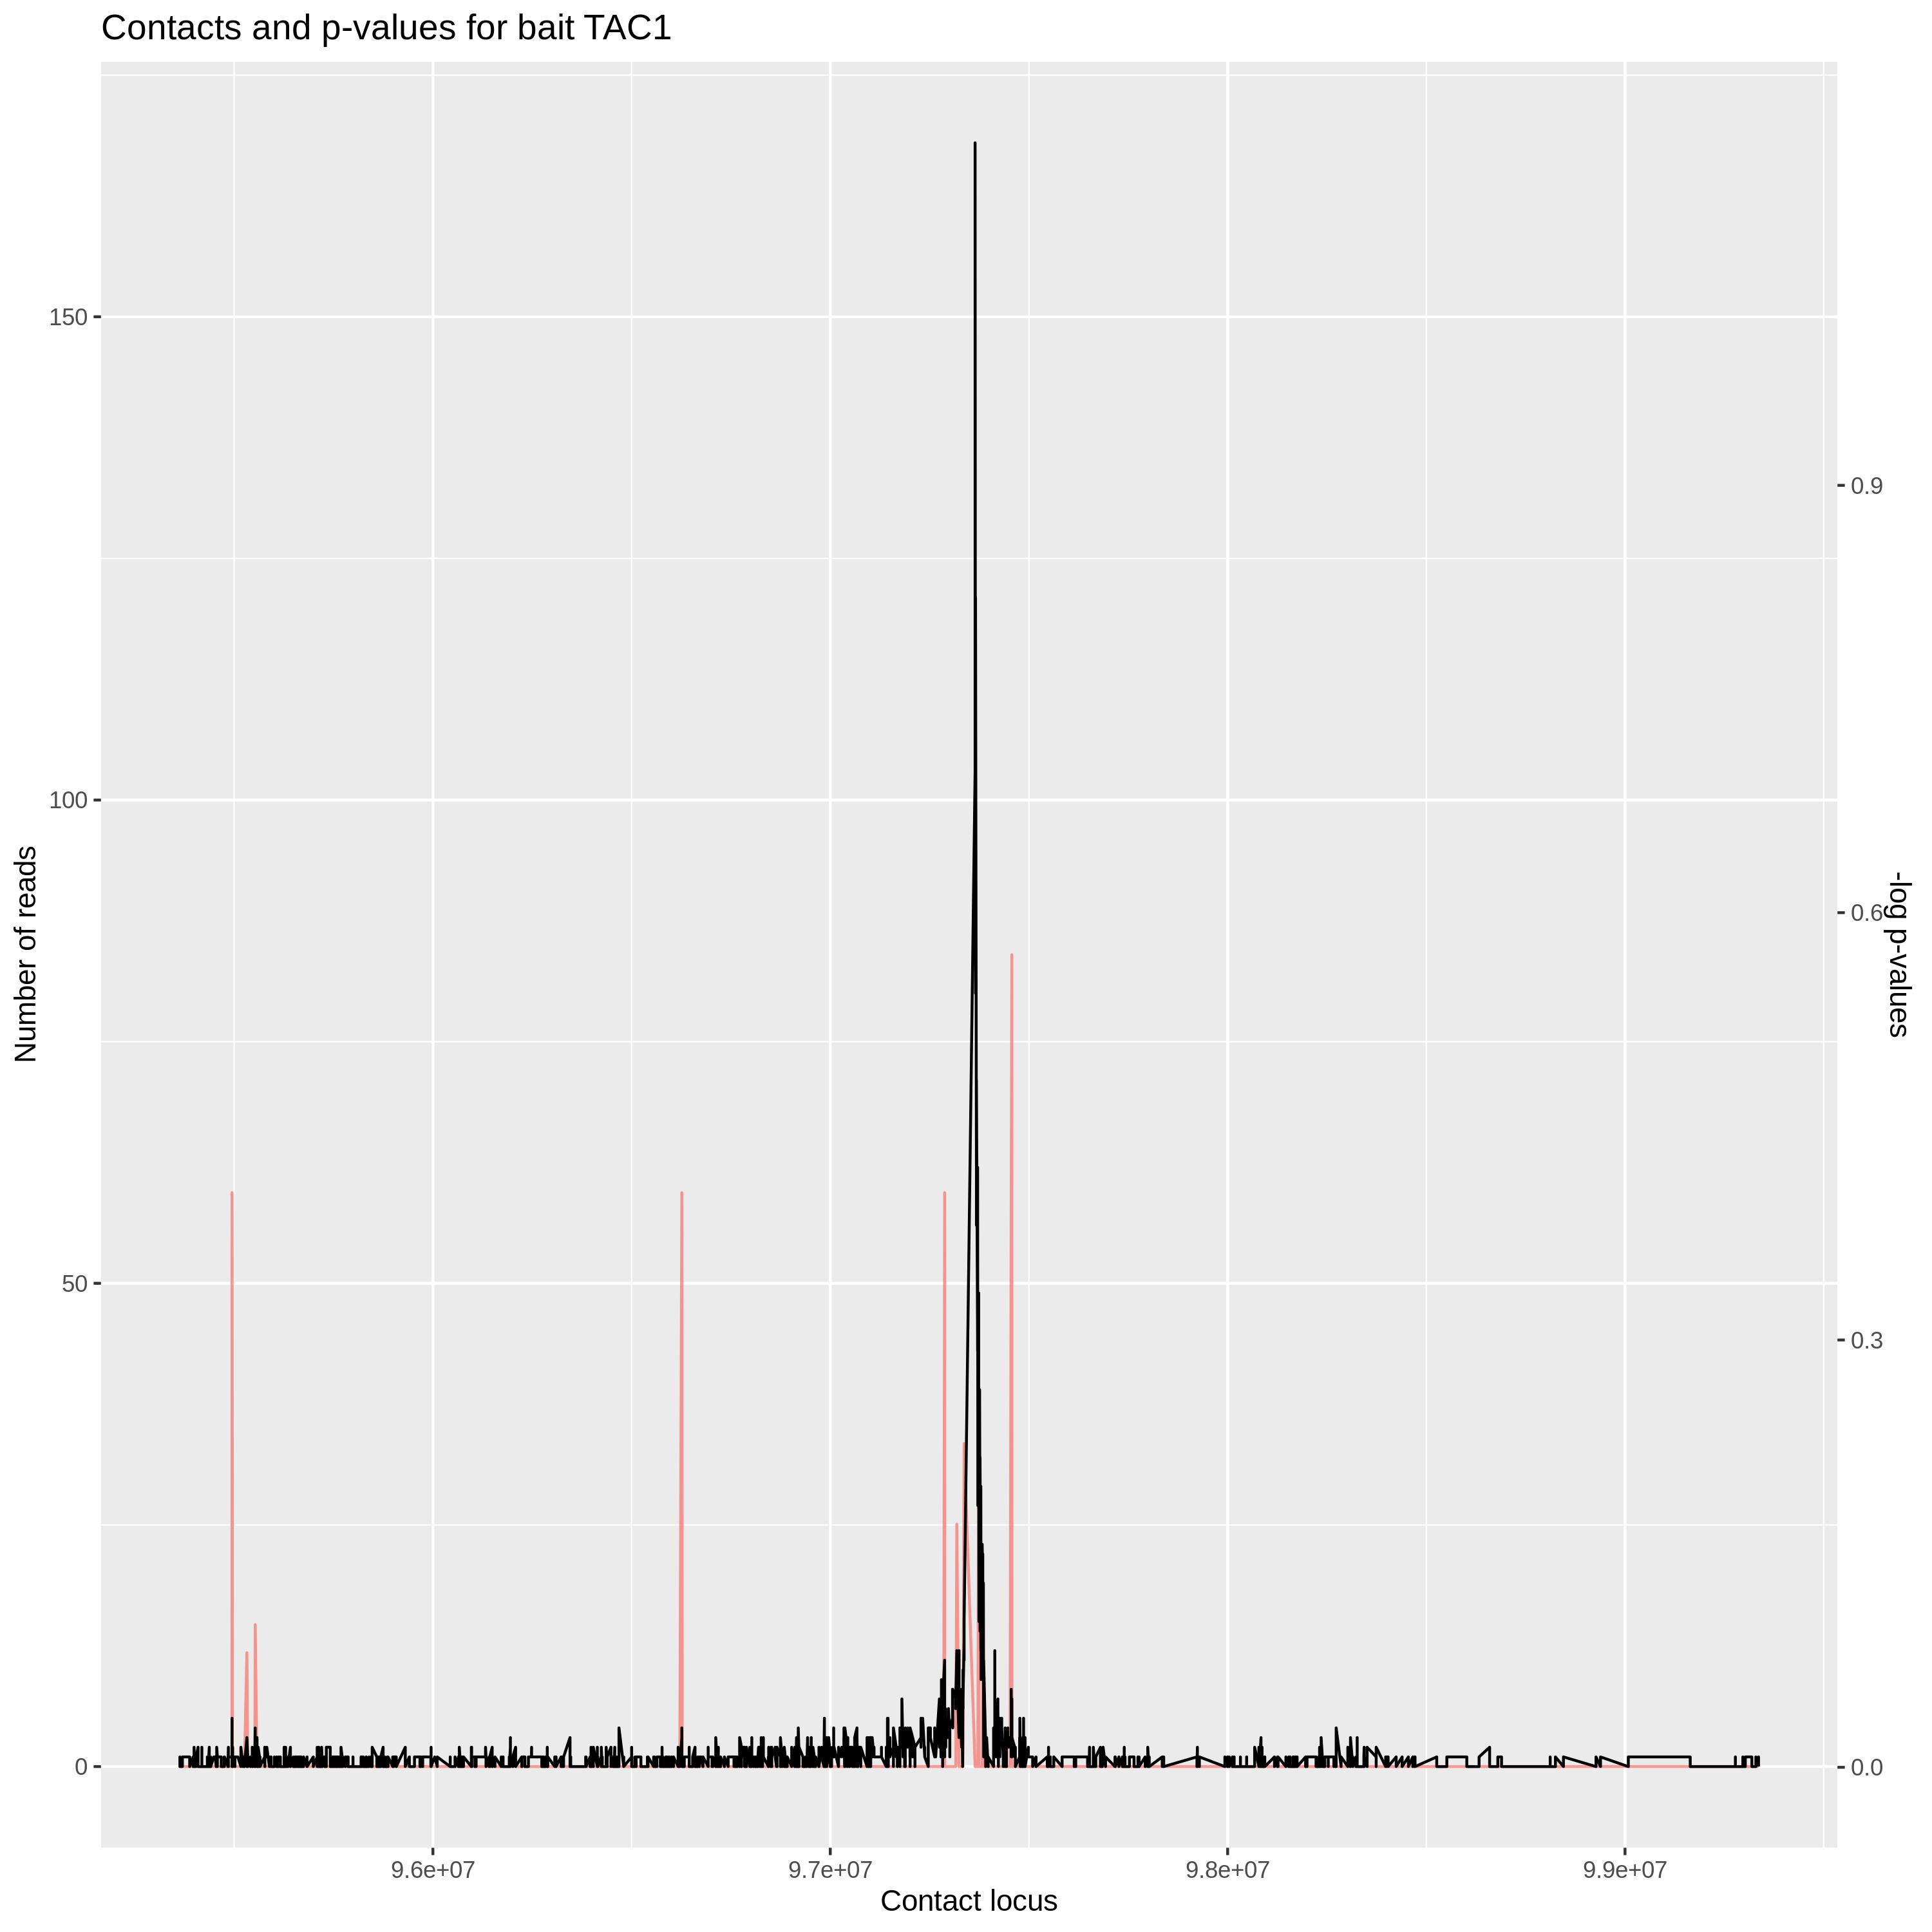 Contacts and p-values for bait TAC1
150
100
50
0
Number of reads
0.9
0.6
0.3
0.0
-log p-values
9.6e+07
9.7e+07
9.8e+07
9.9e+07
Contact locus